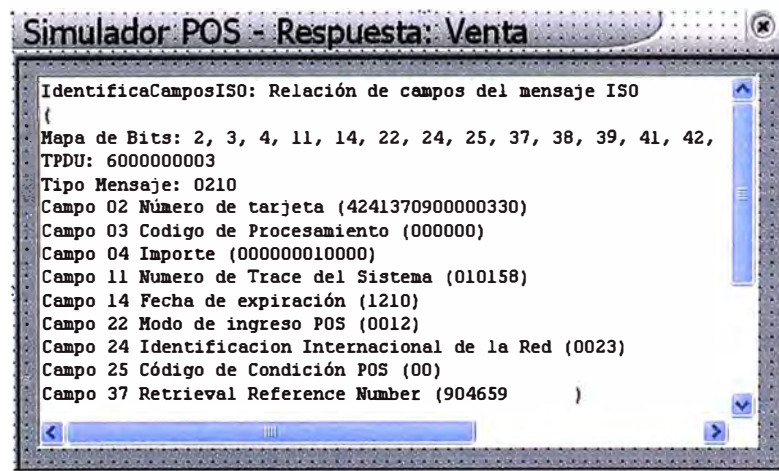 Simulador POS - Respuesta: Venta
IdentificaCamposISO: Relación de campos del mensaje ISO
(
Mapa de Bits: 2, 3, 4, 11, 14, 22, 24, 25, 37, 38, 39, 41, 42,
TPDU: 6000000003
Tipo Mensaje: 0210
Campo 02 Número de tarjeta (4241370900000330)
Campo 03 Codigo de Procesamiento (000000)
Campo 04 Importe (000000010000)
Campo 11 Numero de Trace del Sistema (010158)
Campo 14 Fecha de expiración (1210)
Campo 22 Modo de ingreso POS (0012)
Campo 24 Identificacion Internacional de la Red (0023)
Campo 25 Código de Condición POS (00)
Campo 37 Retrieval Reference Number (904659      )